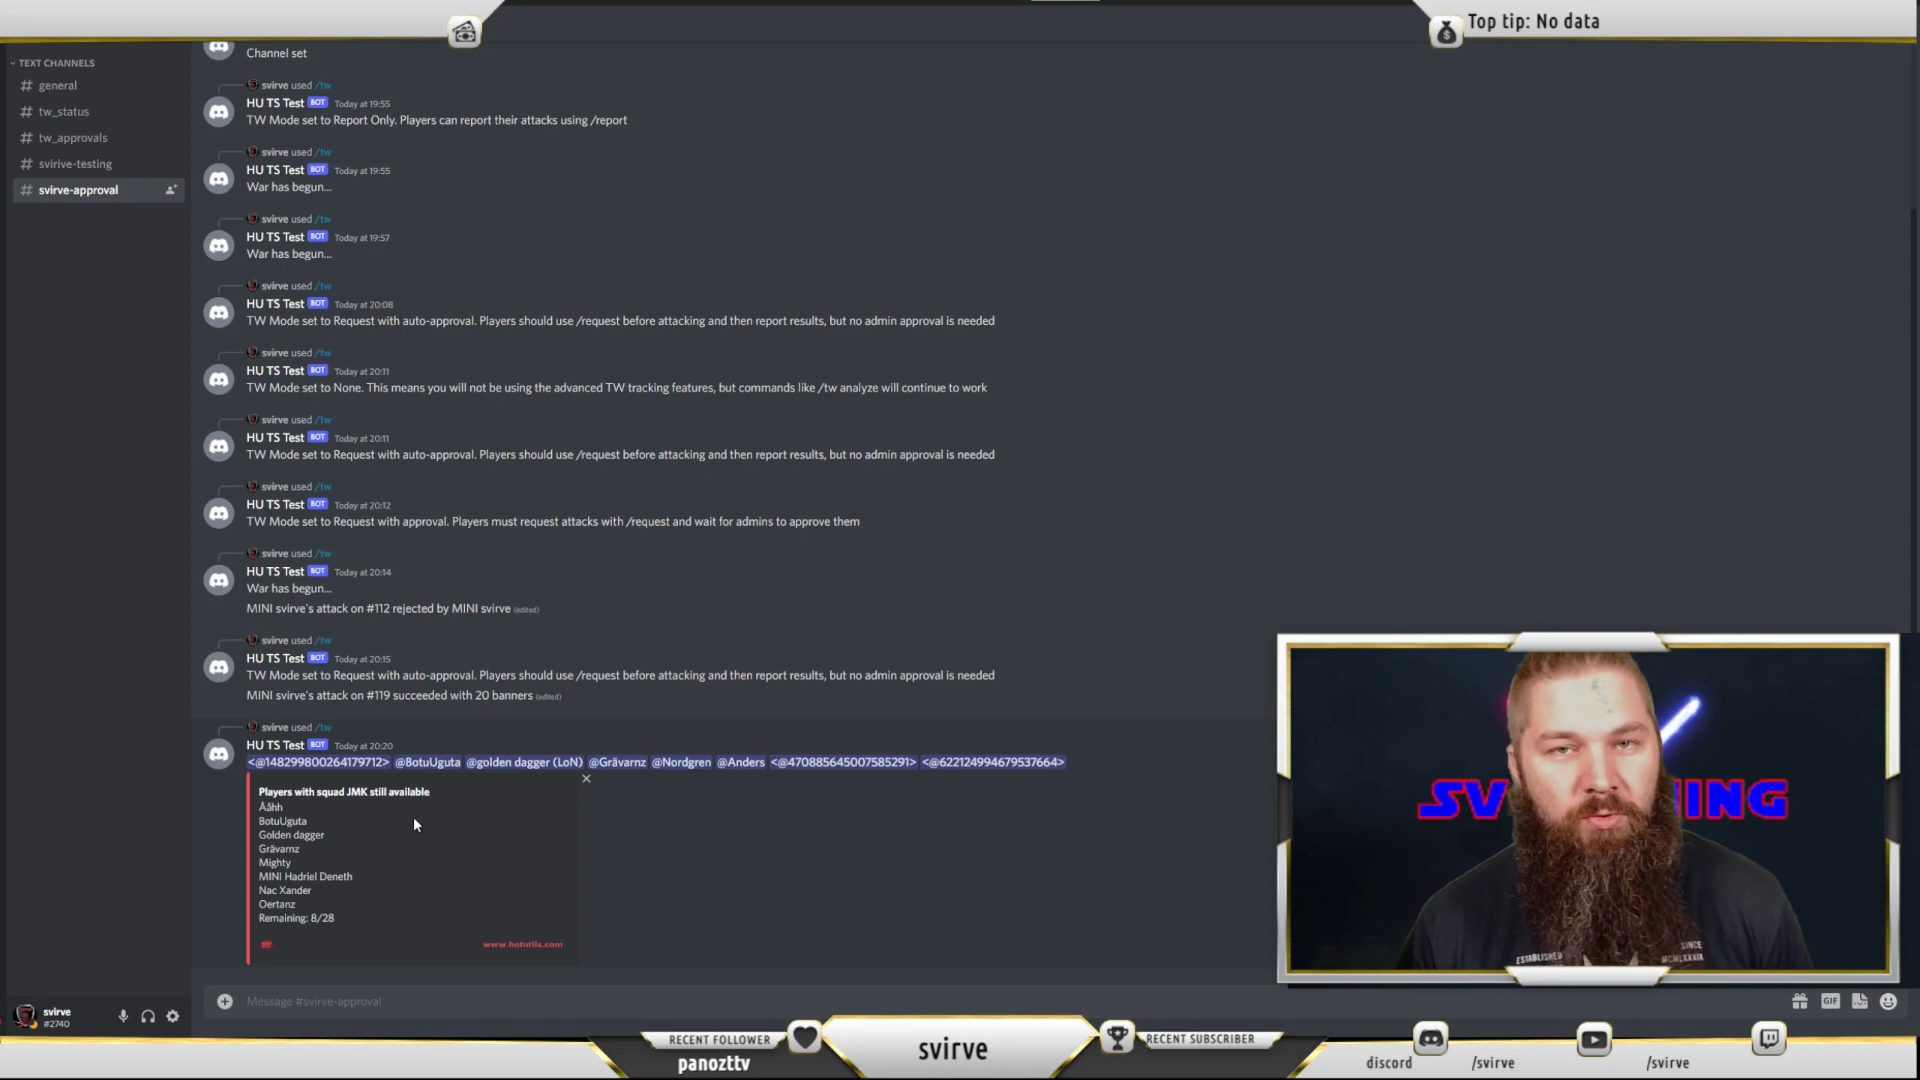 Top tip: No data
Channel set
TEXT CHANNELS
# general
# tw_status
# tw_approvals
# svirive-testing
# svirve-approval
svirve used /tw
HU TS Test BOT Today at 19:55
TW Mode set to Report Only. Players can report their attacks using /report
svirve used /tw
HU TS Test BOT Today at 19:55
War has begun...
svirve used /tw
HU TS Test BOT Today at 19:57
War has begun...
svirve used /tw
HU TS Test BOT Today at 20:08
TW Mode set to Request with auto-approval. Players should use /request before attacking and then report results, but no admin approval is needed
svirve used /tw
HU TS Test BOT Today at 20:11
TW Mode set to None. This means you will not be using the advanced TW tracking features, but commands like /tw analyze will continue to work
svirve used /tw
HU TS Test BOT Today at 20:11
TW Mode set to Request with auto-approval. Players should use /request before attacking and then report results, but no admin approval is needed
svirve used /tw
HU TS Test BOT Today at 20:12
TW Mode set to Request with approval. Players must request attacks with /request and wait for admins to approve them
svirve used /tw
HU TS Test BOT Today at 20:14
War has begun...
MINI svirve's attack on #112 rejected by MINI svirve (edited)
svirve used /tw
HU TS Test BOT Today at 20:15
TW Mode set to Request with auto-approval. Players should use /request before attacking and then report results, but no admin approval is needed
MINI svirve's attack on #119 succeeded with 20 banners (edited)
svirve used /tw
HU TS Test BOT Today at 20:20
<@148299800264179712> @BotuUguta @golden dagger (LoN) @Grävarnz @Nordgren @Anders <@470885645007585291> <@622124994679537664>
Players with squad JMK still available
Ååhh
BotuUguta
Golden dagger
Grävarnz
Mighty
MINI Hadriel Deneth
Nac Xander
Oertanz
Remaining: 8/28
www.hotutils.com
SV ING
ESTABLISHED
SINCE
MCMLXXXIX
Message #svirve-approval
GIF
svirve
#2740
RECENT FOLLOWER
panozttv
svirve
RECENT SUBSCRIBER
discord
/svirve
/svirve